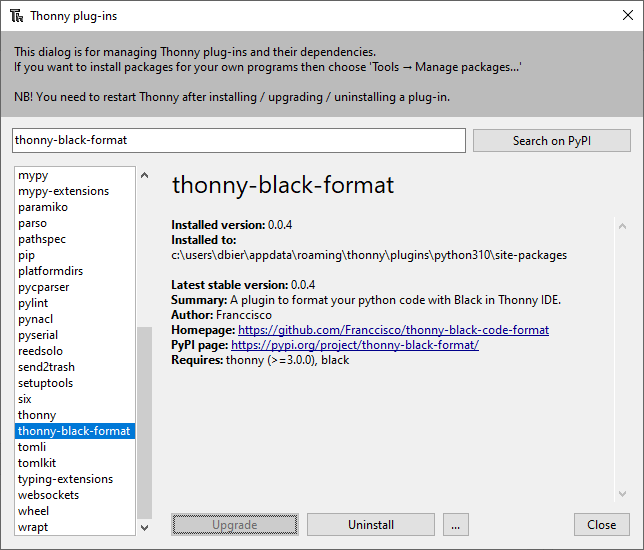 Thonny plug-ins
This dialog is for managing Thonny plug-ins and their dependencies.
If you want to install packages for your own programs then choose 'Tools → Manage packages...'
NB! You need to restart Thonny after installing / upgrading / uninstalling a plug-in.
thonny-black-format
Search on PyPI
mypy
mypy-extensions
paramiko
parso
pathspec
pip
platformdirs
pycparser
pylint
pynacl
pyserial
reedsolo
send2trash
setuptools
six
thonny
thonny-black-format
tomli
tomlkit
typing-extensions
websockets
wheel
wrapt
thonny-black-format
Installed version: 0.0.4
Installed to:
c:\users\dbier\appdata\roaming\thonny\plugins\python310\site-packages
Latest stable version: 0.0.4
Summary: A plugin to format your python code with Black in Thonny IDE.
Author: Franccisco
Homepage: https://github.com/Franccisco/thonny-black-code-format
PyPI page: https://pypi.org/project/thonny-black-format/
Requires: thonny (>=3.0.0), black
Upgrade
Uninstall
...
Close